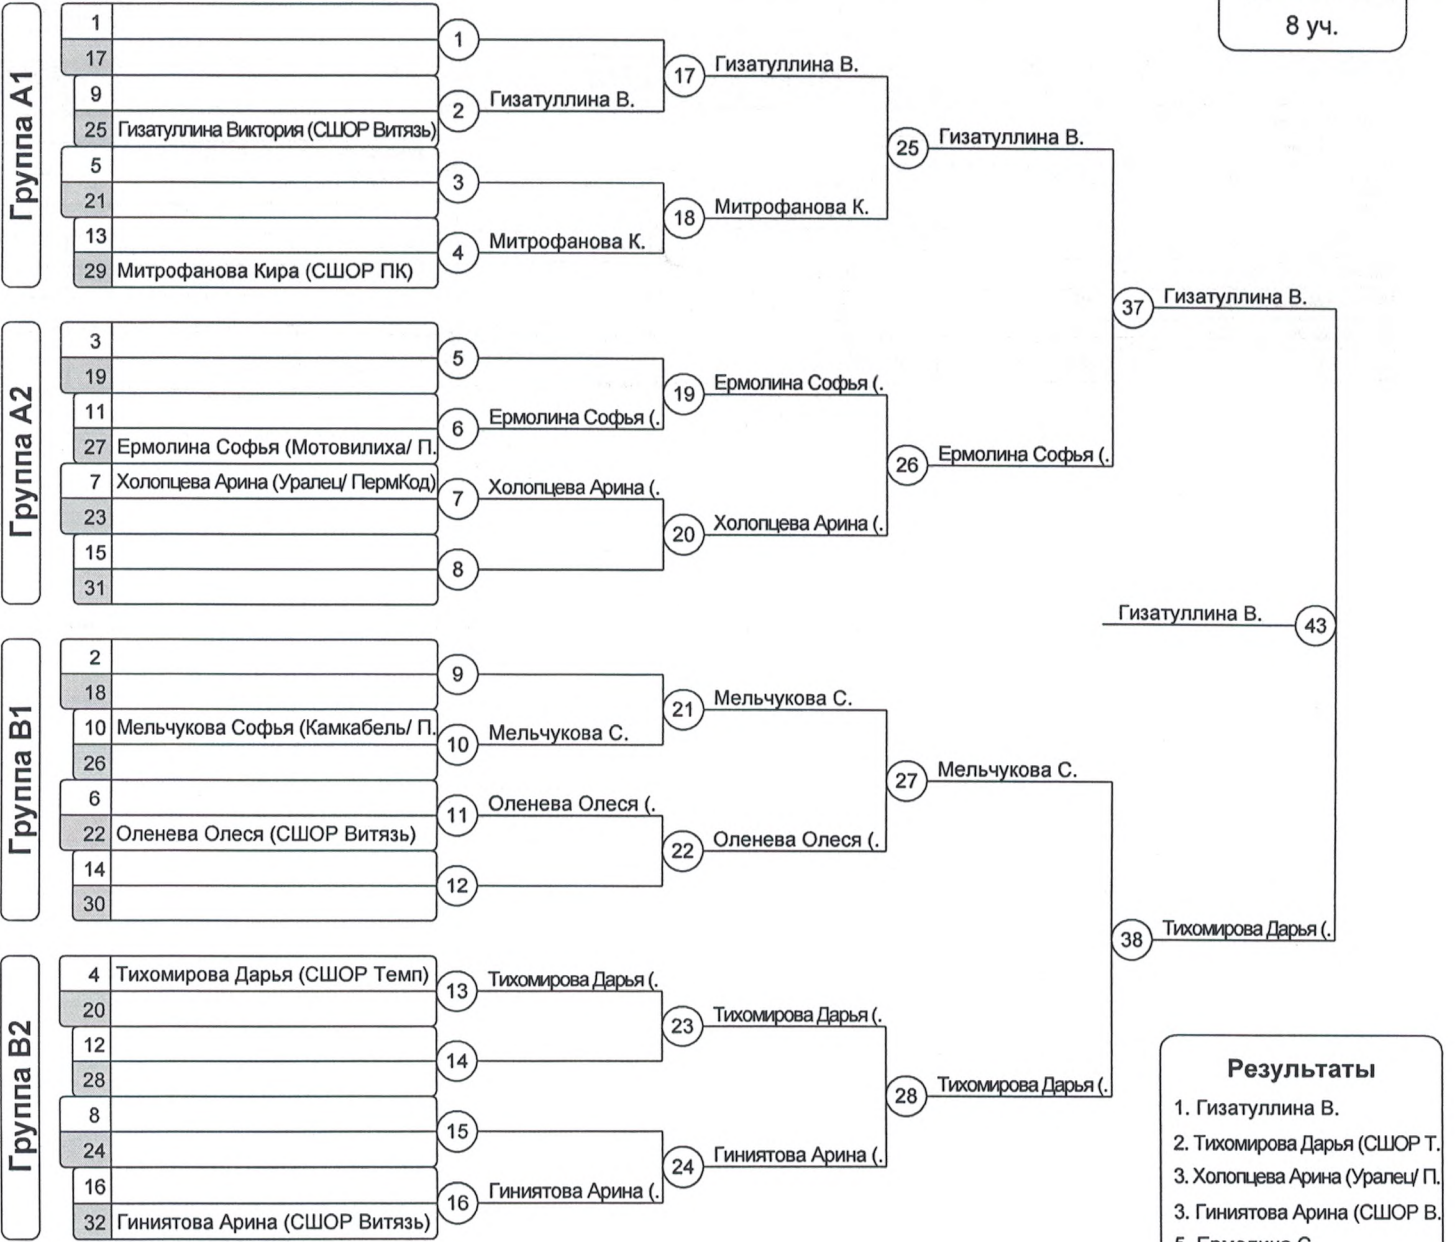 8 уч.
Группа A1
1
17
9
25 Гизатуллина Виктория (СШОР Витязь)
5
21
13
29 Митрофанова Кира (СШОР ПК)
1
2 Гизатуллина В.
3
4 Митрофанова К.
17 Гизатуллина В.
18 Митрофанова К.
25 Гизатуллина В.
Группа A2
3
19
11
27 Ермолина Софья (Мотовилиха/ П.
7 Холопцева Арина (Уралец/ ПермКод)
23
15
31
5
6 Ермолина Софья (.
7 Холопцева Арина (.
8
19 Ермолина Софья (.
20 Холопцева Арина (.
26 Ермолина Софья (.
37 Гизатуллина В.
Группа B1
2
18
10 Мельчукова Софья (Камкабель/ П.
26
6
22 Оленева Олеся (СШОР Витязь)
14
30
9
10 Мельчукова С.
11 Оленева Олеся (.
12
21 Мельчукова С.
22 Оленева Олеся (.
27 Мельчукова С.
Группа B2
4 Тихомирова Дарья (СШОР Темп)
20
12
28
8
24
16
32 Гиниятова Арина (СШОР Витязь)
13 Тихомирова Дарья (.
14
15
16 Гиниятова Арина (.
23 Тихомирова Дарья (.
24 Гиниятова Арина (.
28 Тихомирова Дарья (.
38 Тихомирова Дарья (.
Гизатуллина В. 43
Результаты
1. Гизатуллина В.
2. Тихомирова Дарья (СШОР Т.
3. Холопцева Арина (Уралец/ П.
3. Гиниятова Арина (СШОР В.